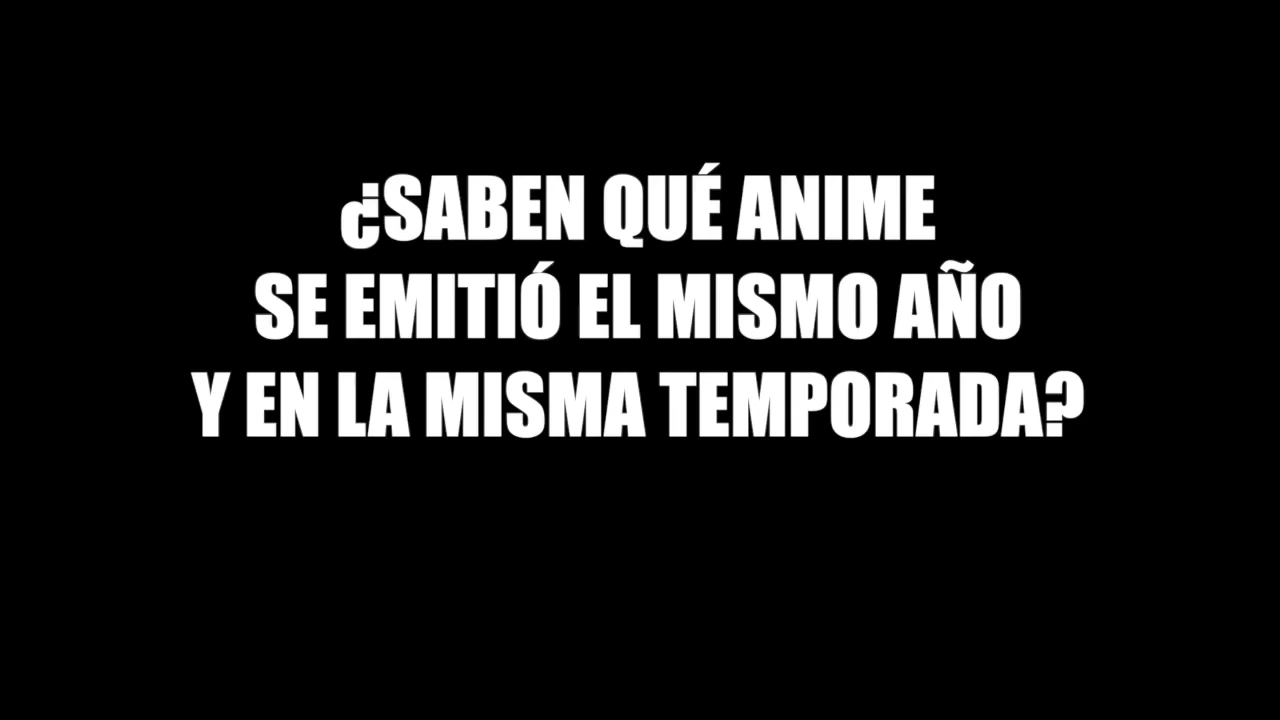 ¿SABEN QUÉ ANIME
SE EMITIÓ EL MISMO AÑO
Y EN LA MISMA TEMPORADA?